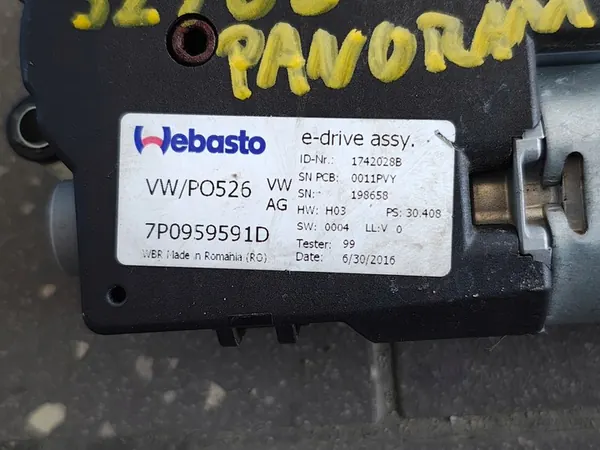 PANORAMA
Webasto
e-drive assy.
VW/PO526 VW AG
7P0959591D
WBR Made in Romania (RO)
ID-Nr.: 1742028B
SN PCB: 0011PVY
SN: 198658
HW: H03 PS: 30.408
SW: 0004 LL:V 0
Tester: 99
Date: 6/30/2016